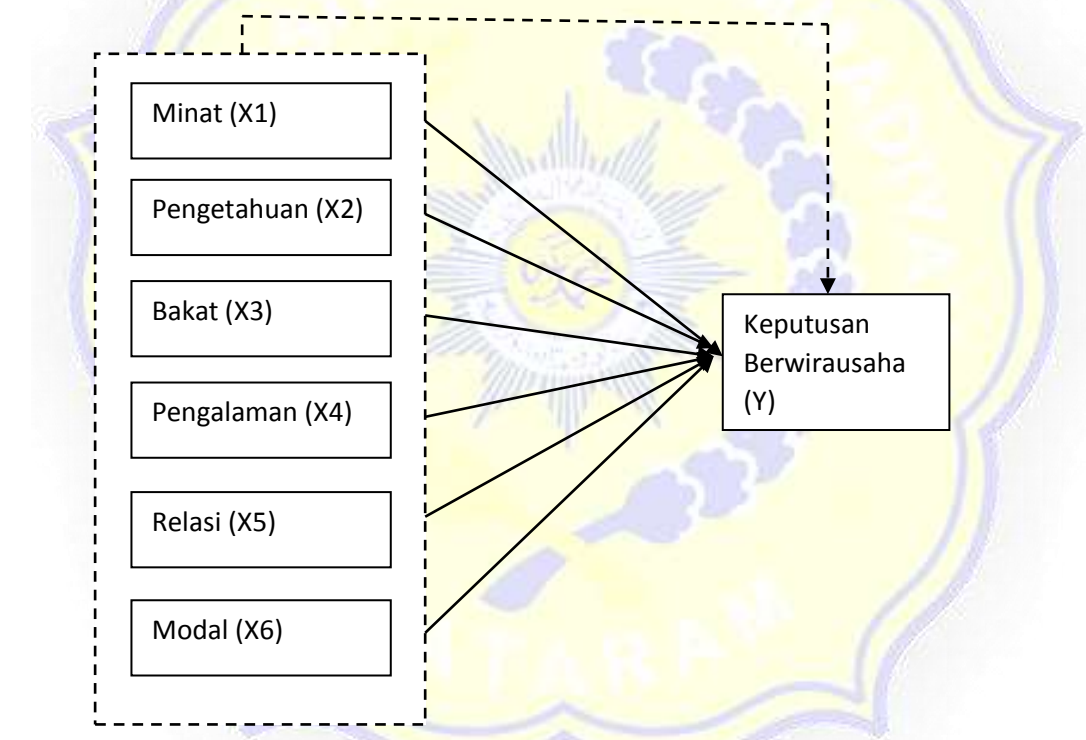 Minat (X1)
Pengetahuan (X2)
Bakat (X3)
Pengalaman (X4)
Relasi (X5)
Modal (X6)
Keputusan
Berwirausaha
(Y)